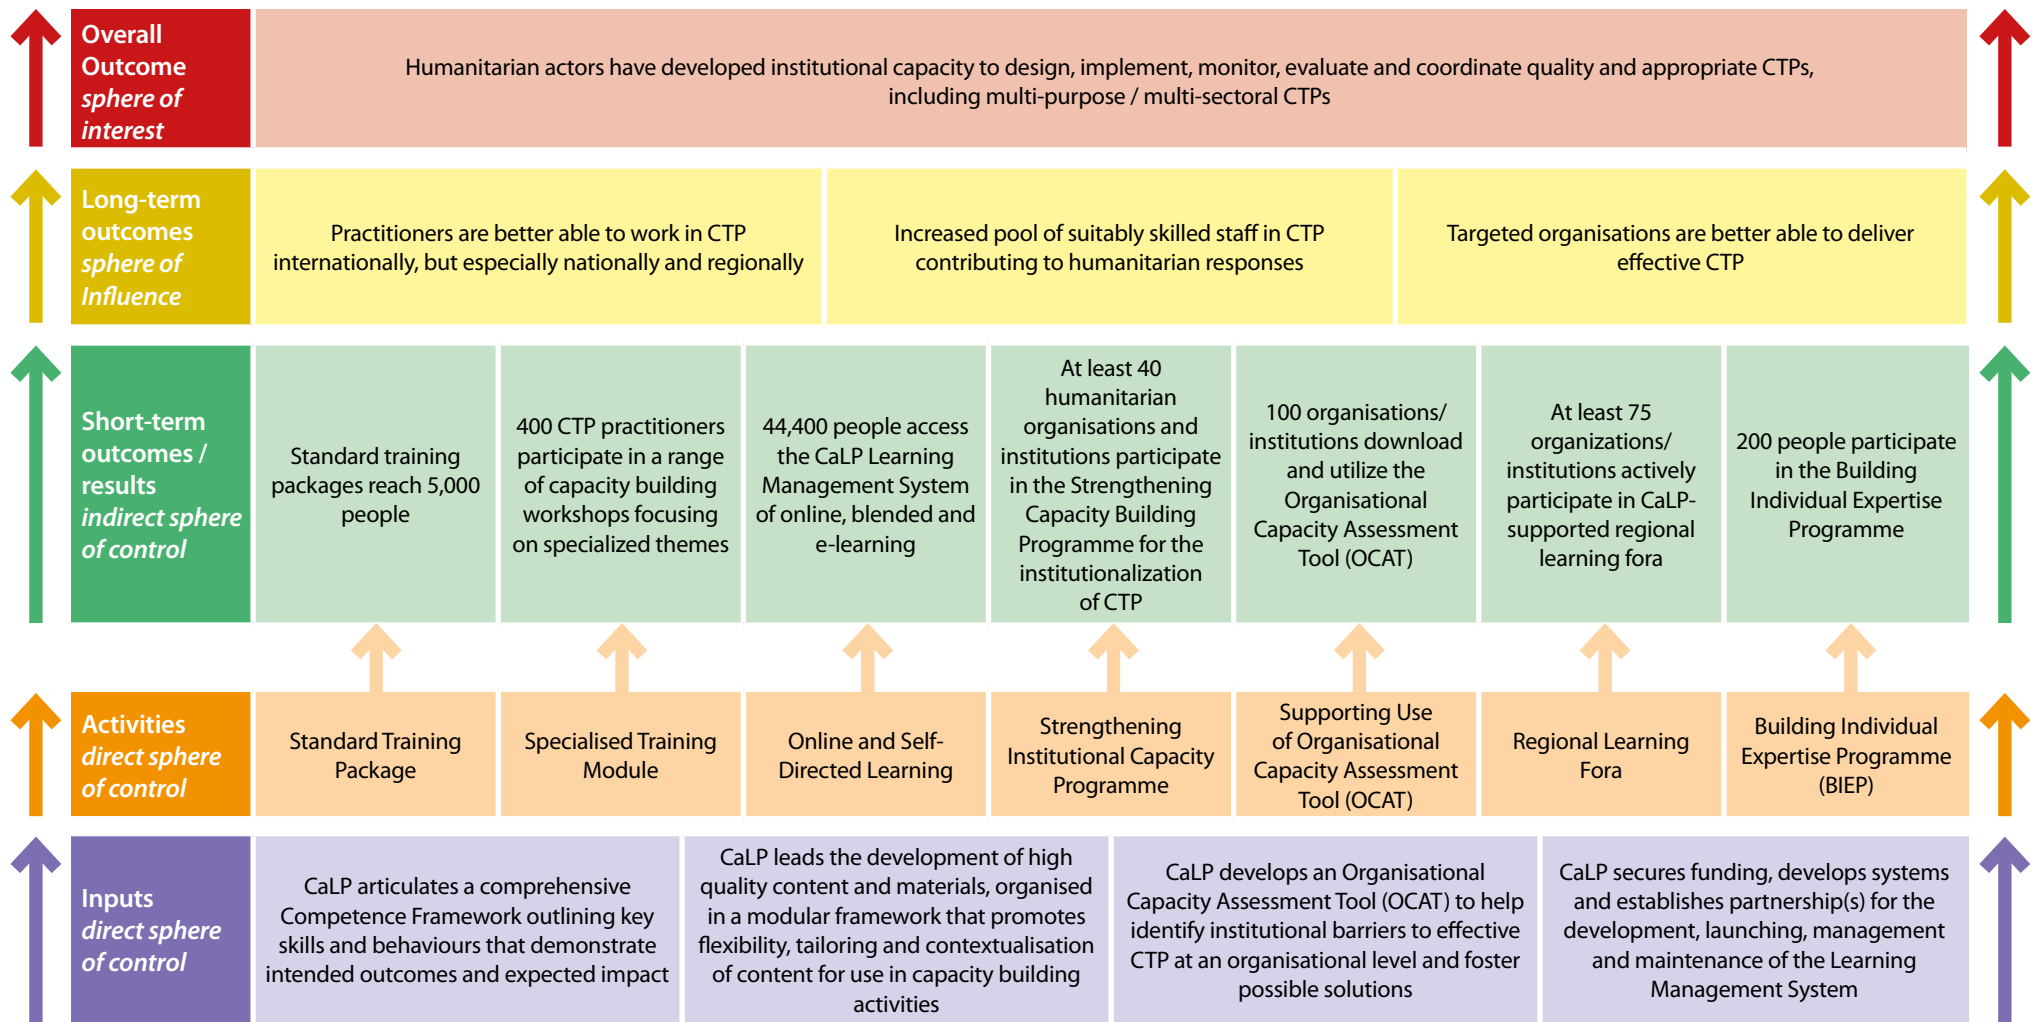 Overall
Outcome
sphere of
interest
Humanitarian actors have developed institutional capacity to design, implement, monitor, evaluate and coordinate quality and appropriate CTPs,
including multi-purpose / multi-sectoral CTPs
Long-term
outcomes
sphere of
Influence
Practitioners are better able to work in CTP
internationally, but especially nationally and regionally
Increased pool of suitably skilled staff in CTP
contributing to humanitarian responses
Targeted organisations are better able to deliver
effective CTP
Short-term
outcomes /
results
indirect sphere
of control
Standard training
packages reach 5,000
people
400 CTP practitioners
participate in a range
of capacity building
workshops focusing
on specialized themes
44,400 people access
the CaLP Learning
Management System
of online, blended and
e-learning
At least 40
humanitarian
organisations and
institutions participate
in the Strengthening
Capacity Building
Programme for the
institutionalization
of CTP
100 organisations/
institutions download
and utilize the
Organisational
Capacity Assessment
Tool (OCAT)
At least 75
organizations/
institutions actively
participate in CaLP-
supported regional
learning fora
200 people participate
in the Building
Individual Expertise
Programme
Activities
direct sphere
of control
Standard Training
Package
Specialised Training
Module
Online and Self-
Directed Learning
Strengthening
Institutional Capacity
Programme
Supporting Use
of Organisational
Capacity Assessment
Tool (OCAT)
Regional Learning
Fora
Building Individual
Expertise Programme
(BIEP)
Inputs
direct sphere
of control
CaLP articulates a comprehensive
Competence Framework outlining key
skills and behaviours that demonstrate
intended outcomes and expected impact
CaLP leads the development of high
quality content and materials, organised
in a modular framework that promotes
flexibility, tailoring and contextualisation
of content for use in capacity building
activities
CaLP develops an Organisational
Capacity Assessment Tool (OCAT) to help
identify institutional barriers to effective
CTP at an organisational level and foster
possible solutions
CaLP secures funding, develops systems
and establishes partnership(s) for the
development, launching, management
and maintenance of the Learning
Management System